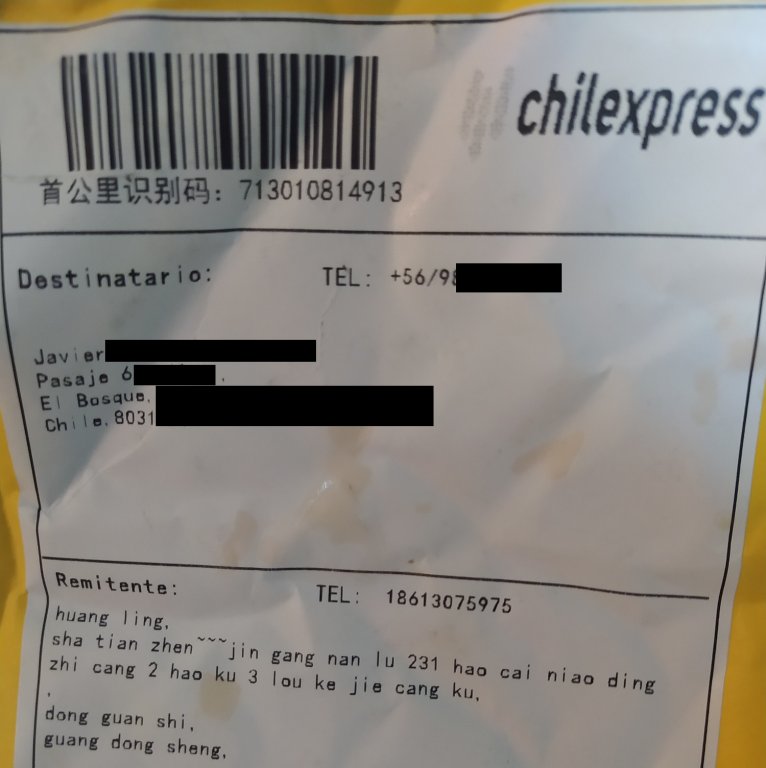 chilexpress
首公里识别码: 713010814913
Destinatario: TEL: +56/98
Javier
Pasaje 6 ,
El Bosque,
Chile,8031
Remitente: TEL: 18613075975
huang ling,
sha tian zhen~~~jin gang nan lu 231 hao cai niao ding
zhi cang 2 hao ku 3 lou ke jie cang ku,
,
dong guan shi,
guang dong sheng,